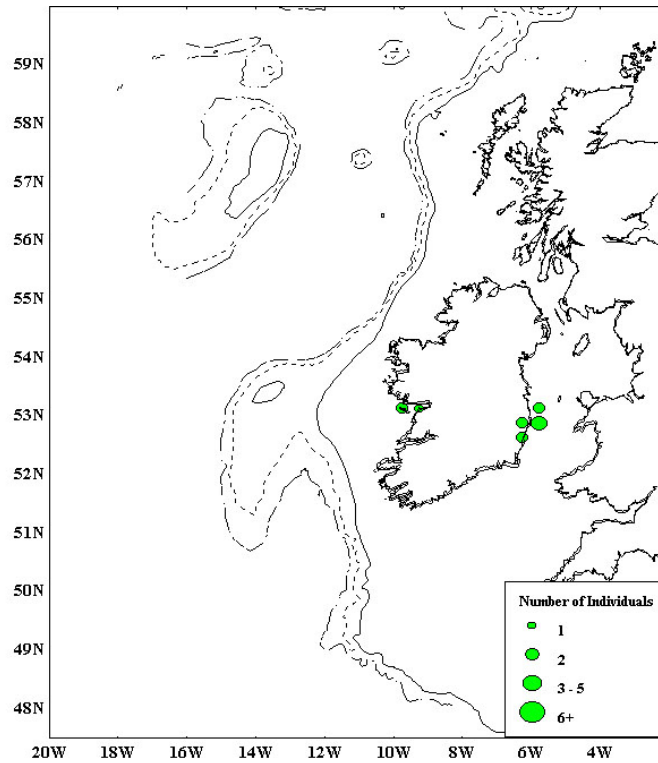 59N
58N
57N
56N
55N
54N
53N
52N
51N
50N
49N
48N
Number of Individuals
1
2
3 - 5
6+
20W 18W 16W 14W 12W 10W 8W 6W 4W